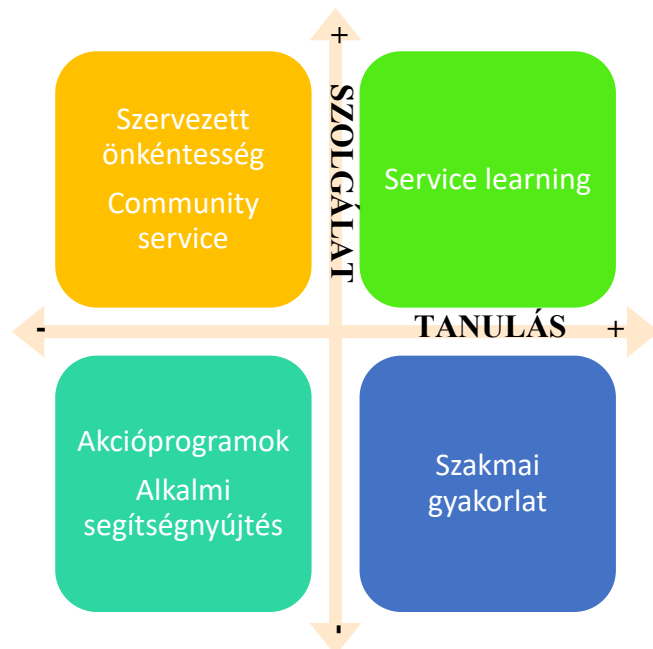 +
Szervezett
önkéntesség
Community
service
SZOLGÁLAT
Service learning
-
TANULÁS +
Akcióprogramok
Alkalmi
segítségnyújtés
Szakmai
gyakorlat
-